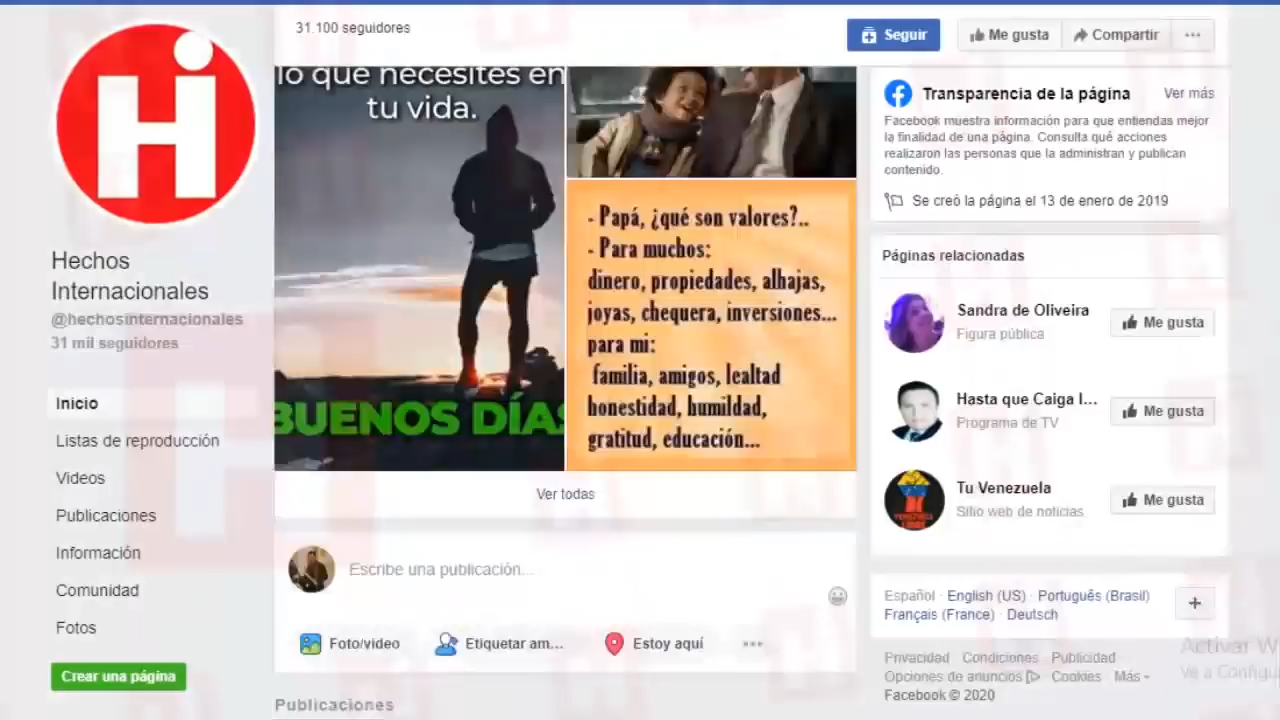 31.100 seguidores
Seguir
Me gusta
Compartir
H
Hechos
Internacionales
@hechosinternacionales
31 mil seguidores
Inicio
Listas de reproducción
Videos
Publicaciones
Información
Comunidad
Fotos
Crear una página
lo que necesites en
tu vida.
BUENOS DÍAS
- Papá, ¿qué son valores?..
- Para muchos:
dinero, propiedades, alhajas,
joyas, chequera, inversiones...
para mi:
familia, amigos, lealtad
honestidad, humildad,
gratitud, educación...
Ver todas
Escribe una publicación...
Foto/video
Etiquetar am...
Estoy aquí
Publicaciones
Transparencia de la página
Ver más
Facebook muestra información para que entiendas mejor
la finalidad de una página. Consulta qué acciones
realizaron las personas que la administran y publican
contenido.
Se creó la página el 13 de enero de 2019
Páginas relacionadas
Sandra de Oliveira
Figura pública
Me gusta
Hasta que Caiga l...
Programa de TV
Me gusta
Tu Venezuela
Sitio web de noticias
Me gusta
Español · English (US) · Português (Brasil) ·
Français (France) · Deutsch
Privacidad · Condiciones · Publicidad ·
Opciones de anuncios · Cookies · Más
Facebook © 2020
Activar W
Ve a Configu